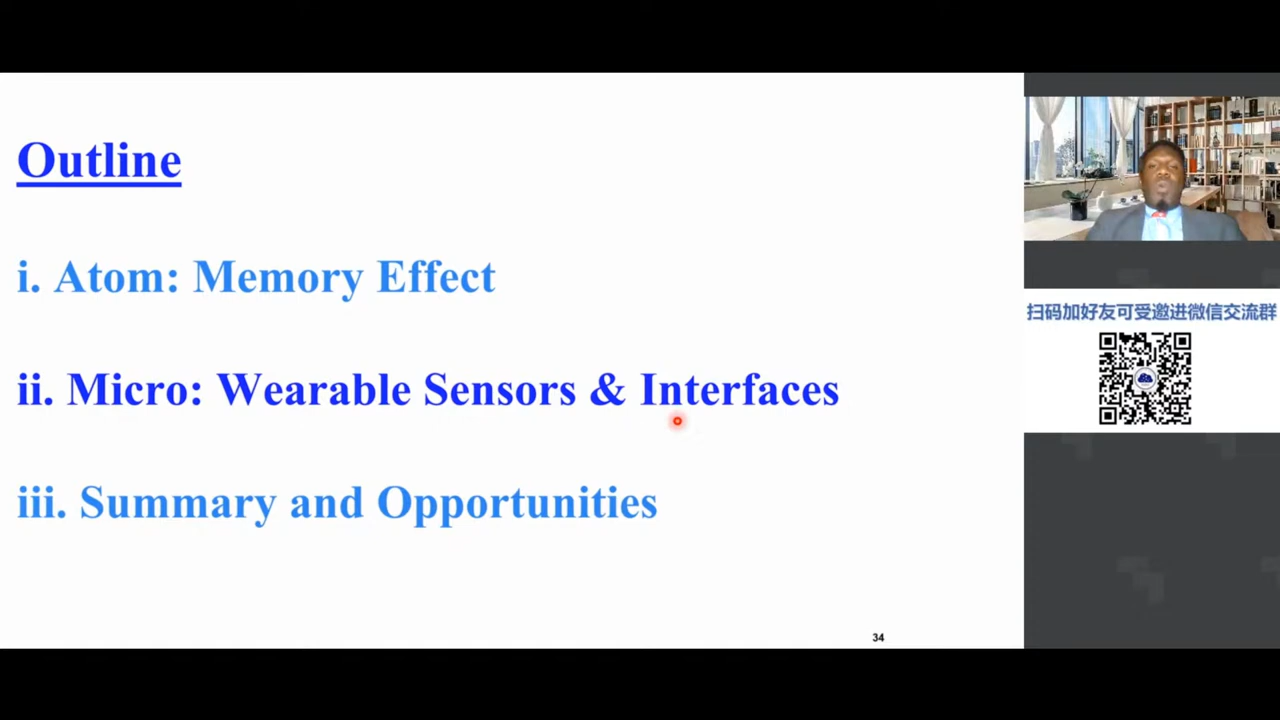 Outline
i. Atom: Memory Effect
ii. Micro: Wearable Sensors & Interfaces
iii. Summary and Opportunities
34
扫码加好友可受邀进微信交流群